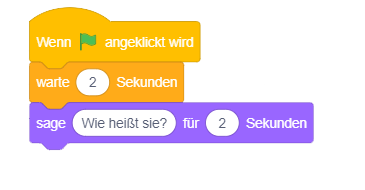 Wenn angeklickt wird
warte 2 Sekunden
sage Wie heißt sie? für 2 Sekunden